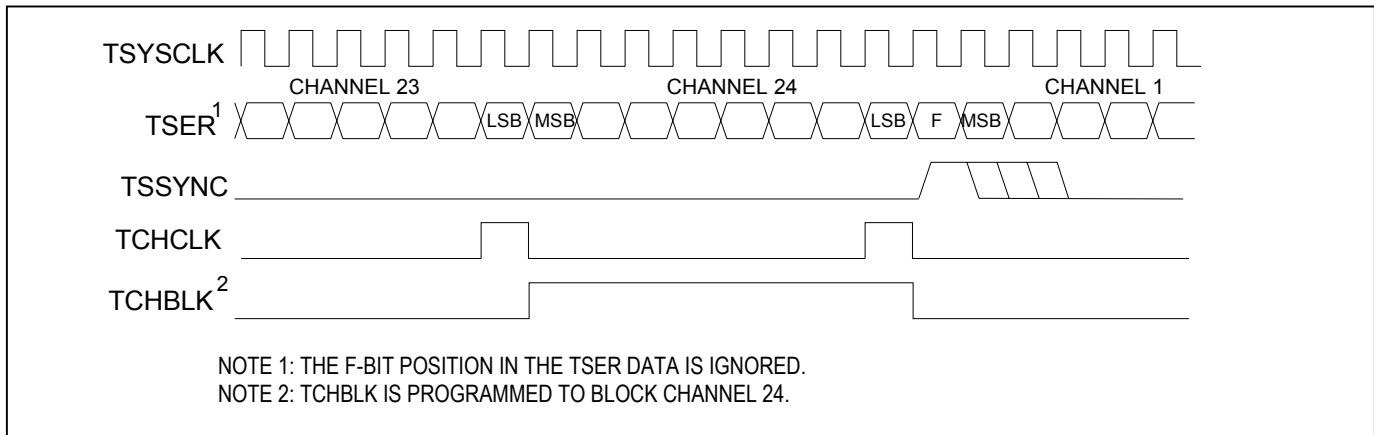 TSYSCLK
CHANNEL 23 CHANNEL 24 CHANNEL 1
TSER1 LSB MSB LSB F MSB
TSSYNC
TCHCLK
TCHBLK2
NOTE 1: THE F-BIT POSITION IN THE TSER DATA IS IGNORED.
NOTE 2: TCHBLK IS PROGRAMMED TO BLOCK CHANNEL 24.